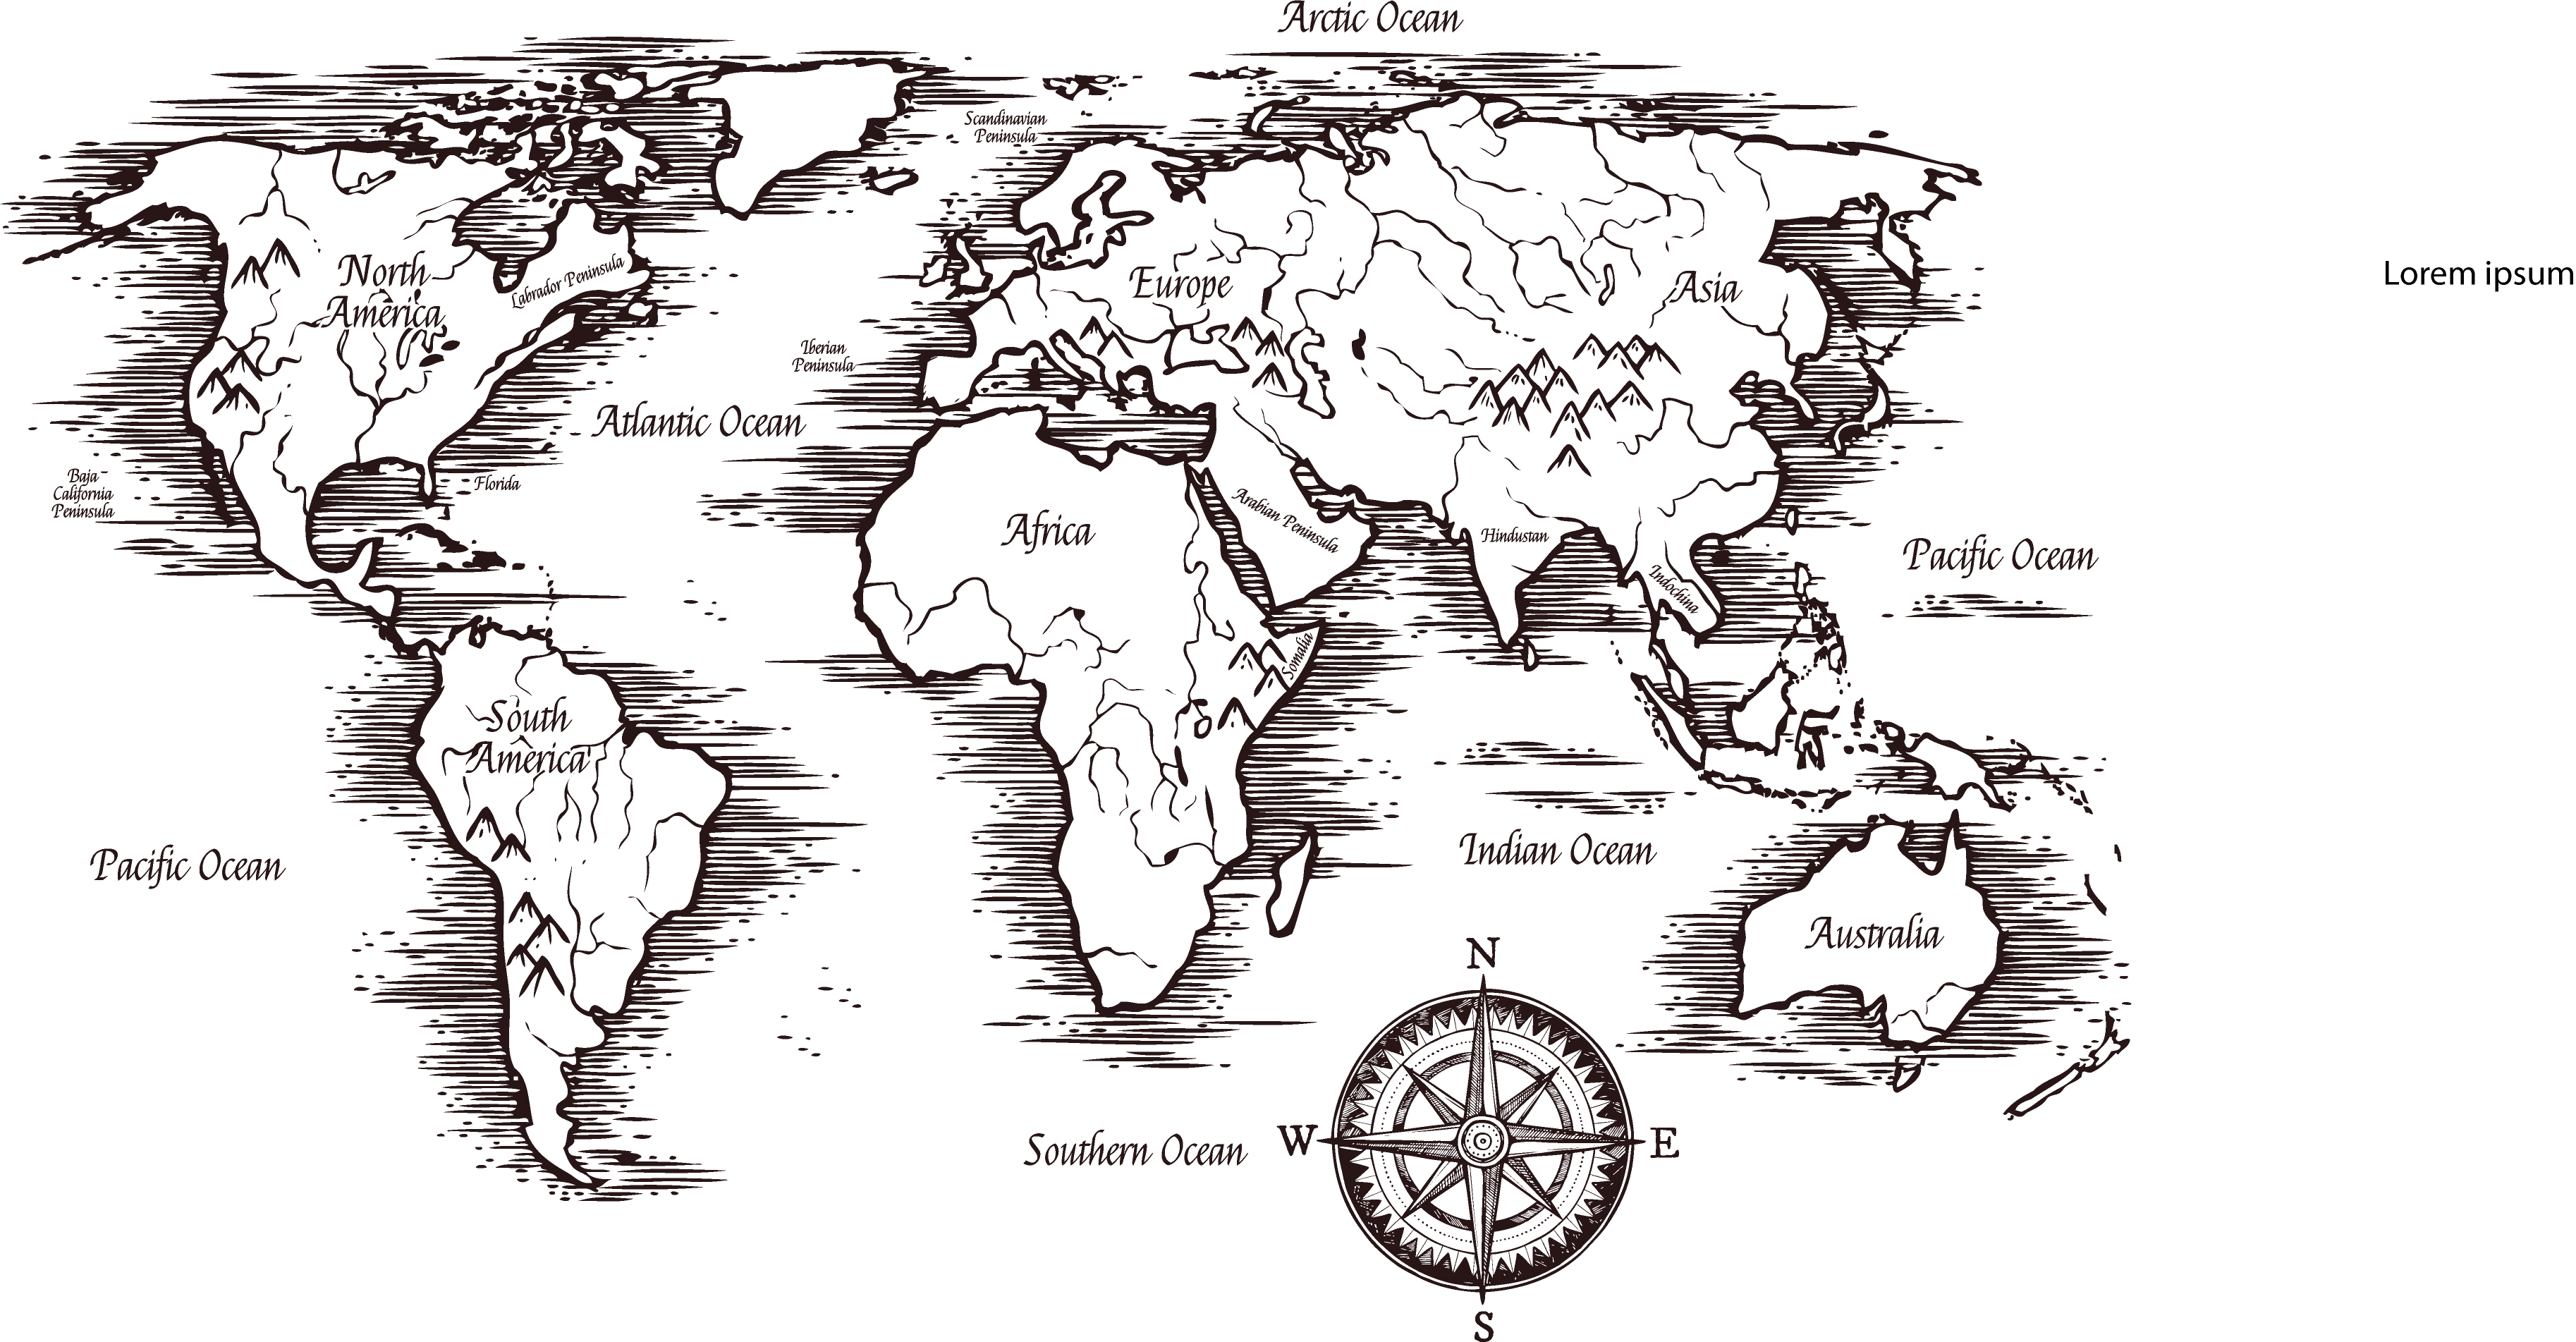 Arctic Ocean
Scandinavian
Peninsula
North
America
Labrador Peninsula
Europe
Asia
Lorem ipsum
Iberian
Peninsula
Atlantic Ocean
Baja
California
Peninsula
Florida
Africa
Arabian Peninsula
Hindustan
Indochina
Pacific Ocean
Somalia
South
America
Pacific Ocean
Indian Ocean
Australia
Southern Ocean
N
W
E
S